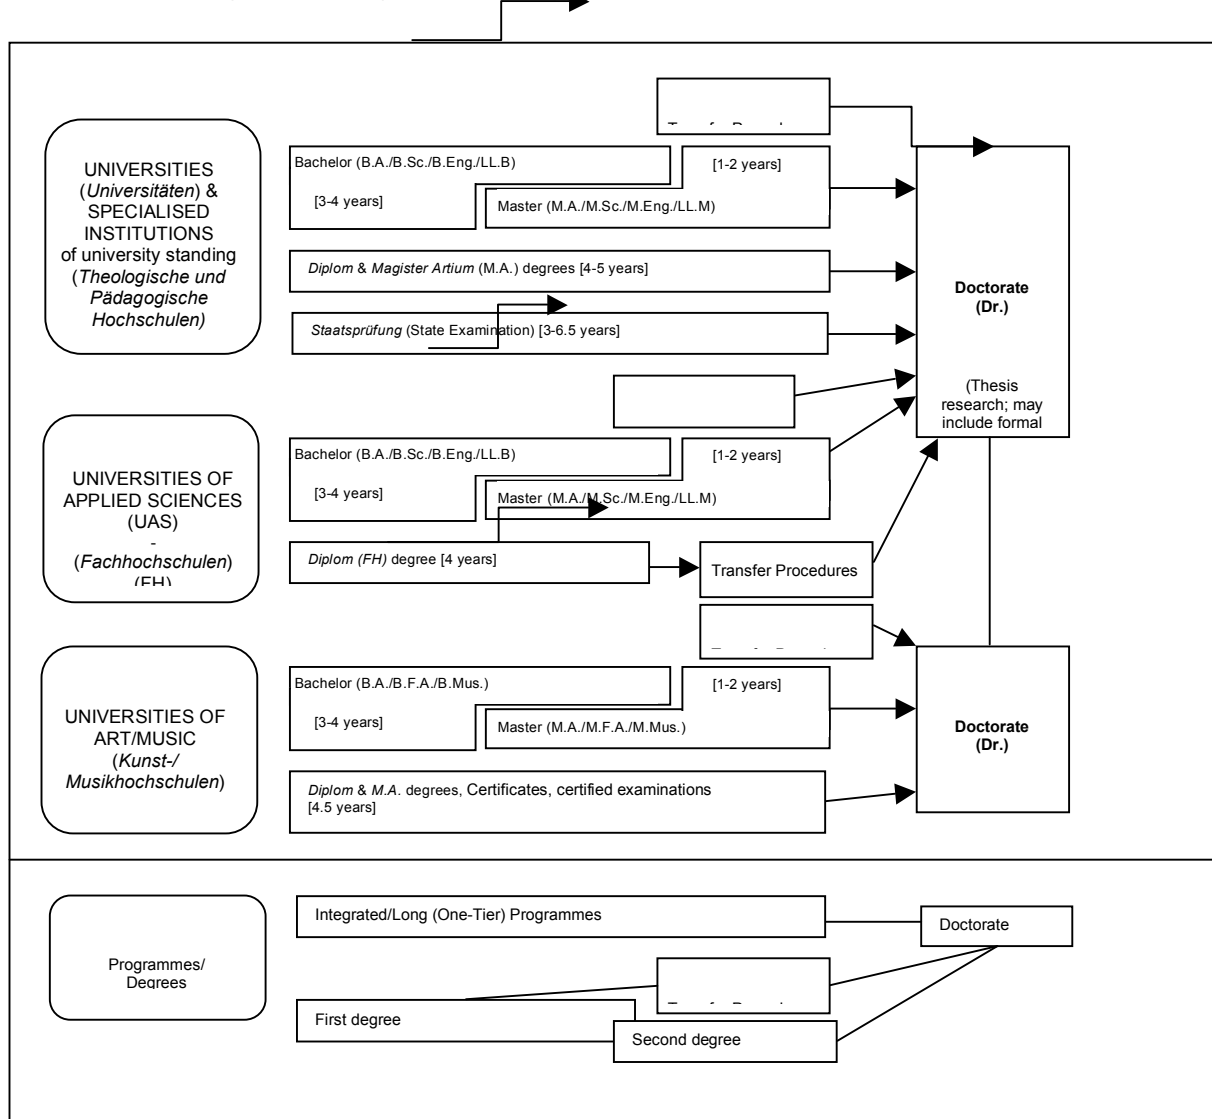 UNIVERSITIES
(Universitäten) &
SPECIALISED
INSTITUTIONS
of university standing
(Theologische und
Pädagogische
Hochschulen)
Bachelor (B.A./B.Sc./B.Eng./LL.B)
[3-4 years]
[1-2 years]
Master (M.A./M.Sc./M.Eng./LL.M)
Diplom & Magister Artium (M.A.) degrees [4-5 years]
Staatsprüfung (State Examination) [3-6.5 years]
Doctorate
(Dr.)
(Thesis
research; may
include formal
UNIVERSITIES OF
APPLIED SCIENCES
(UAS)
-
(Fachhochschulen)
(FH)
Bachelor (B.A./B.Sc./B.Eng./LL.B)
[3-4 years]
[1-2 years]
Master (M.A./M.Sc./M.Eng./LL.M)
Diplom (FH) degree [4 years]
Transfer Procedures
UNIVERSITIES OF
ART/MUSIC
(Kunst-/
Musikhochschulen)
Bachelor (B.A./B.F.A./B.Mus.)
[3-4 years]
[1-2 years]
Master (M.A./M.F.A./M.Mus.)
Diplom & M.A. degrees, Certificates, certified examinations
[4.5 years]
Doctorate
(Dr.)
Programmes/
Degrees
Integrated/Long (One-Tier) Programmes
Doctorate
First degree
Second degree